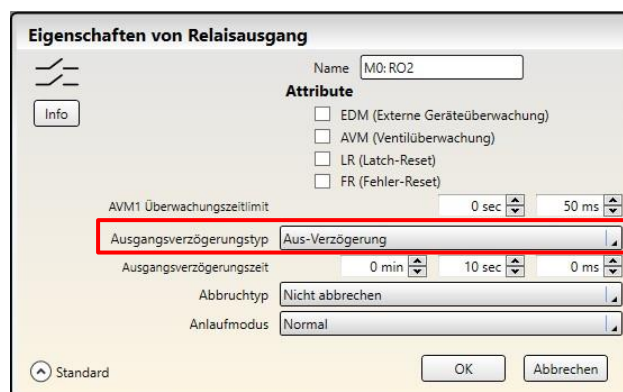 Eigenschaften von Relaisausgang
Name M0:RO2
Info
Attribute
EDM (Externe Geräteüberwachung)
AVM (Ventilüberwachung)
LR (Latch-Reset)
FR (Fehler-Reset)
AVM1 Überwachungszeitlimit 0 sec 50 ms
Ausgangsverzögerungstyp Aus-Verzögerung
Ausgangsverzögerungszeit 0 min 10 sec 0 ms
Abbruchtyp Nicht abbrechen
Anlaufmodus Normal
Standard OK Abbrechen